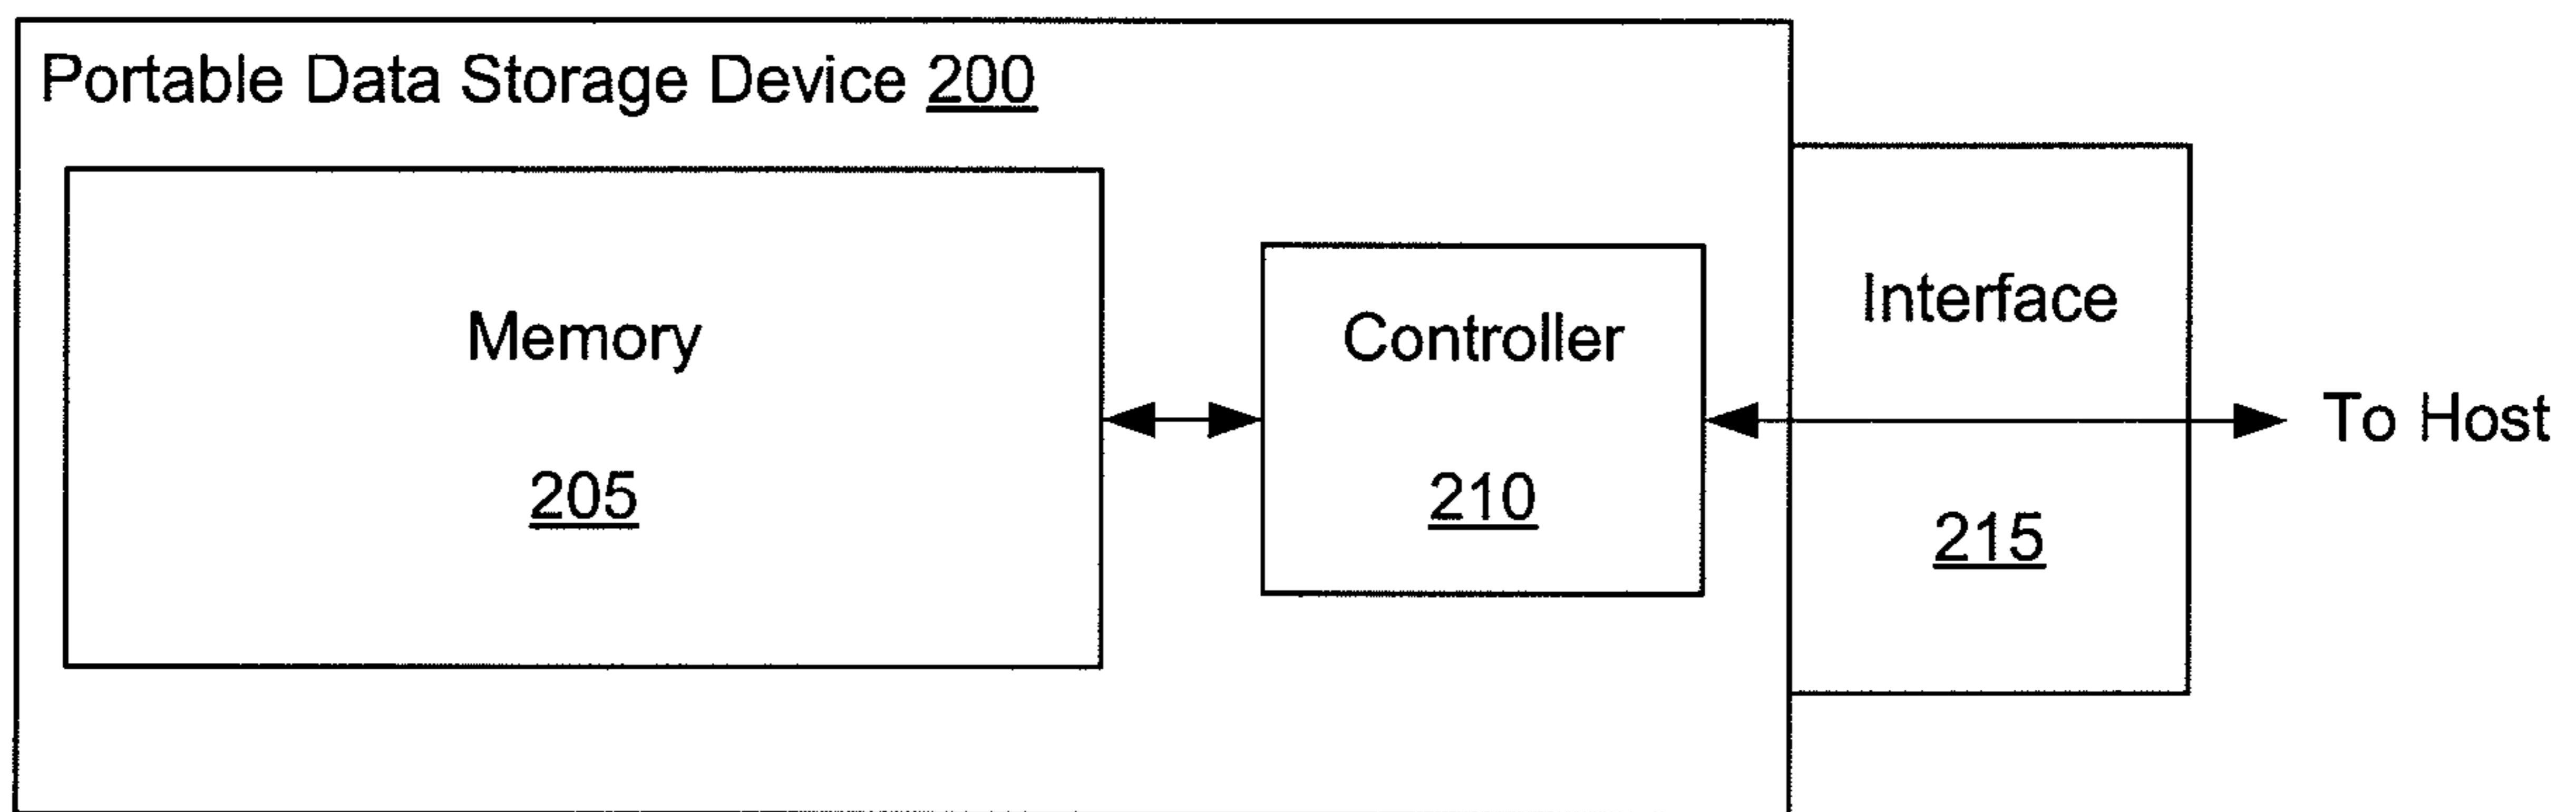 Portable Data Storage Device 200
Memory
205
Controller
210
Interface
215
To Host